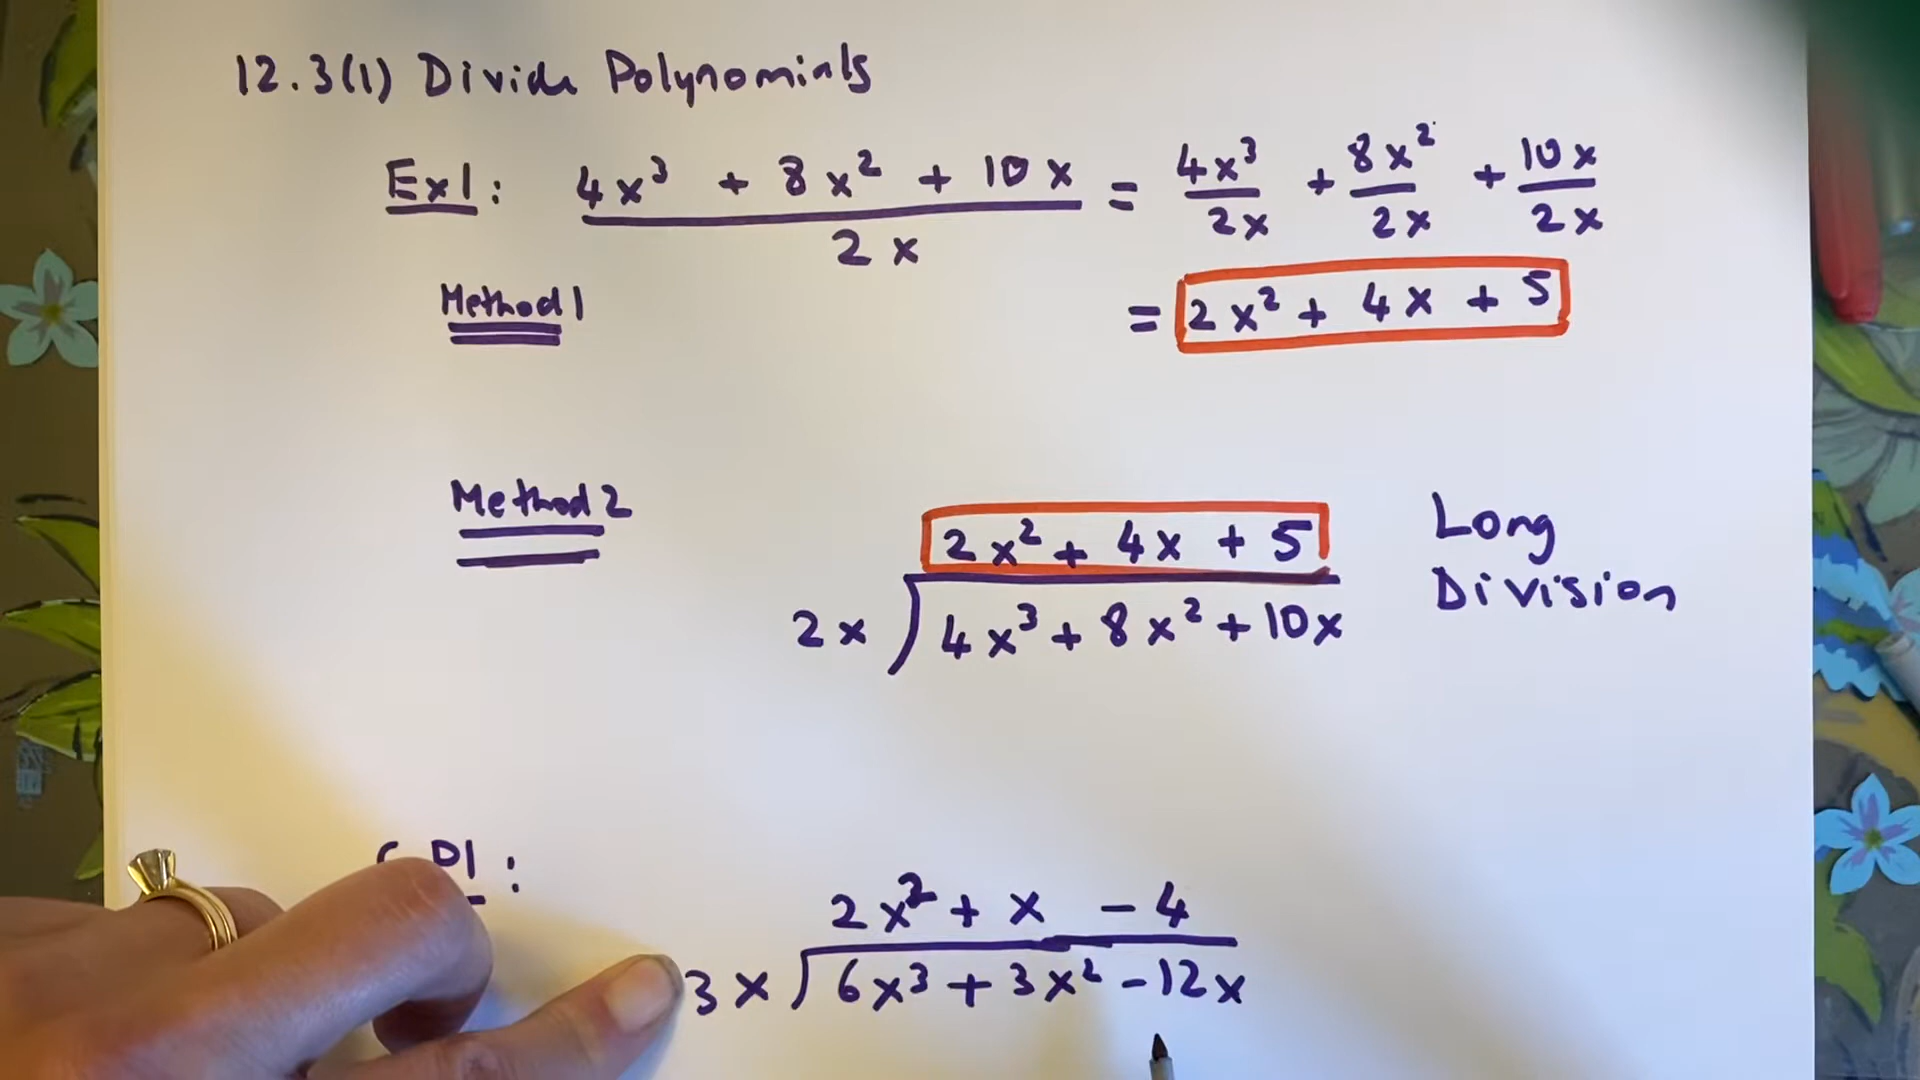 12.3(1) Divide Polynomials
Ex1: 4x³ + 8x² + 10x / 2x = 4x³/2x + 8x²/2x + 10x/2x
Method 1
= 2x² + 4x + 5
Method 2
2x² + 4x + 5
Long
Division
2x ) 4x³ + 8x² + 10x
2x² + x - 4
3x ) 6x³ + 3x² - 12x